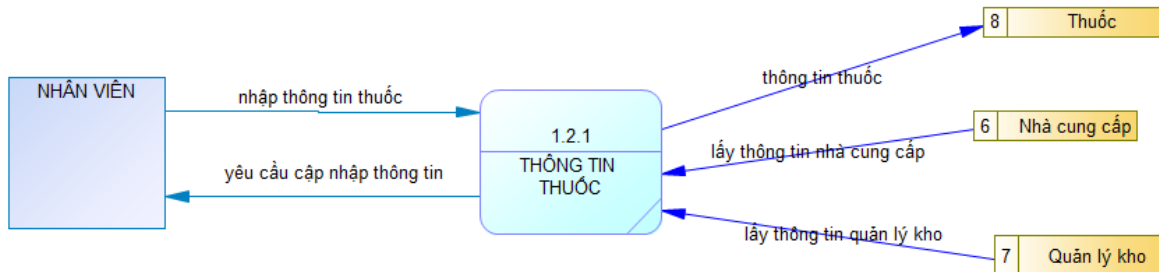 8 Thuốc
NHÂN VIÊN
thông tin thuốc
nhập thông tin thuốc
1.2.1
6 Nhà cung cấp
lấy thông tin nhà cung cấp
THÔNG TIN
THUỐC
yêu cầu cập nhập thông tin
lấy thông tin quản lý kho
7 Quản lý kho